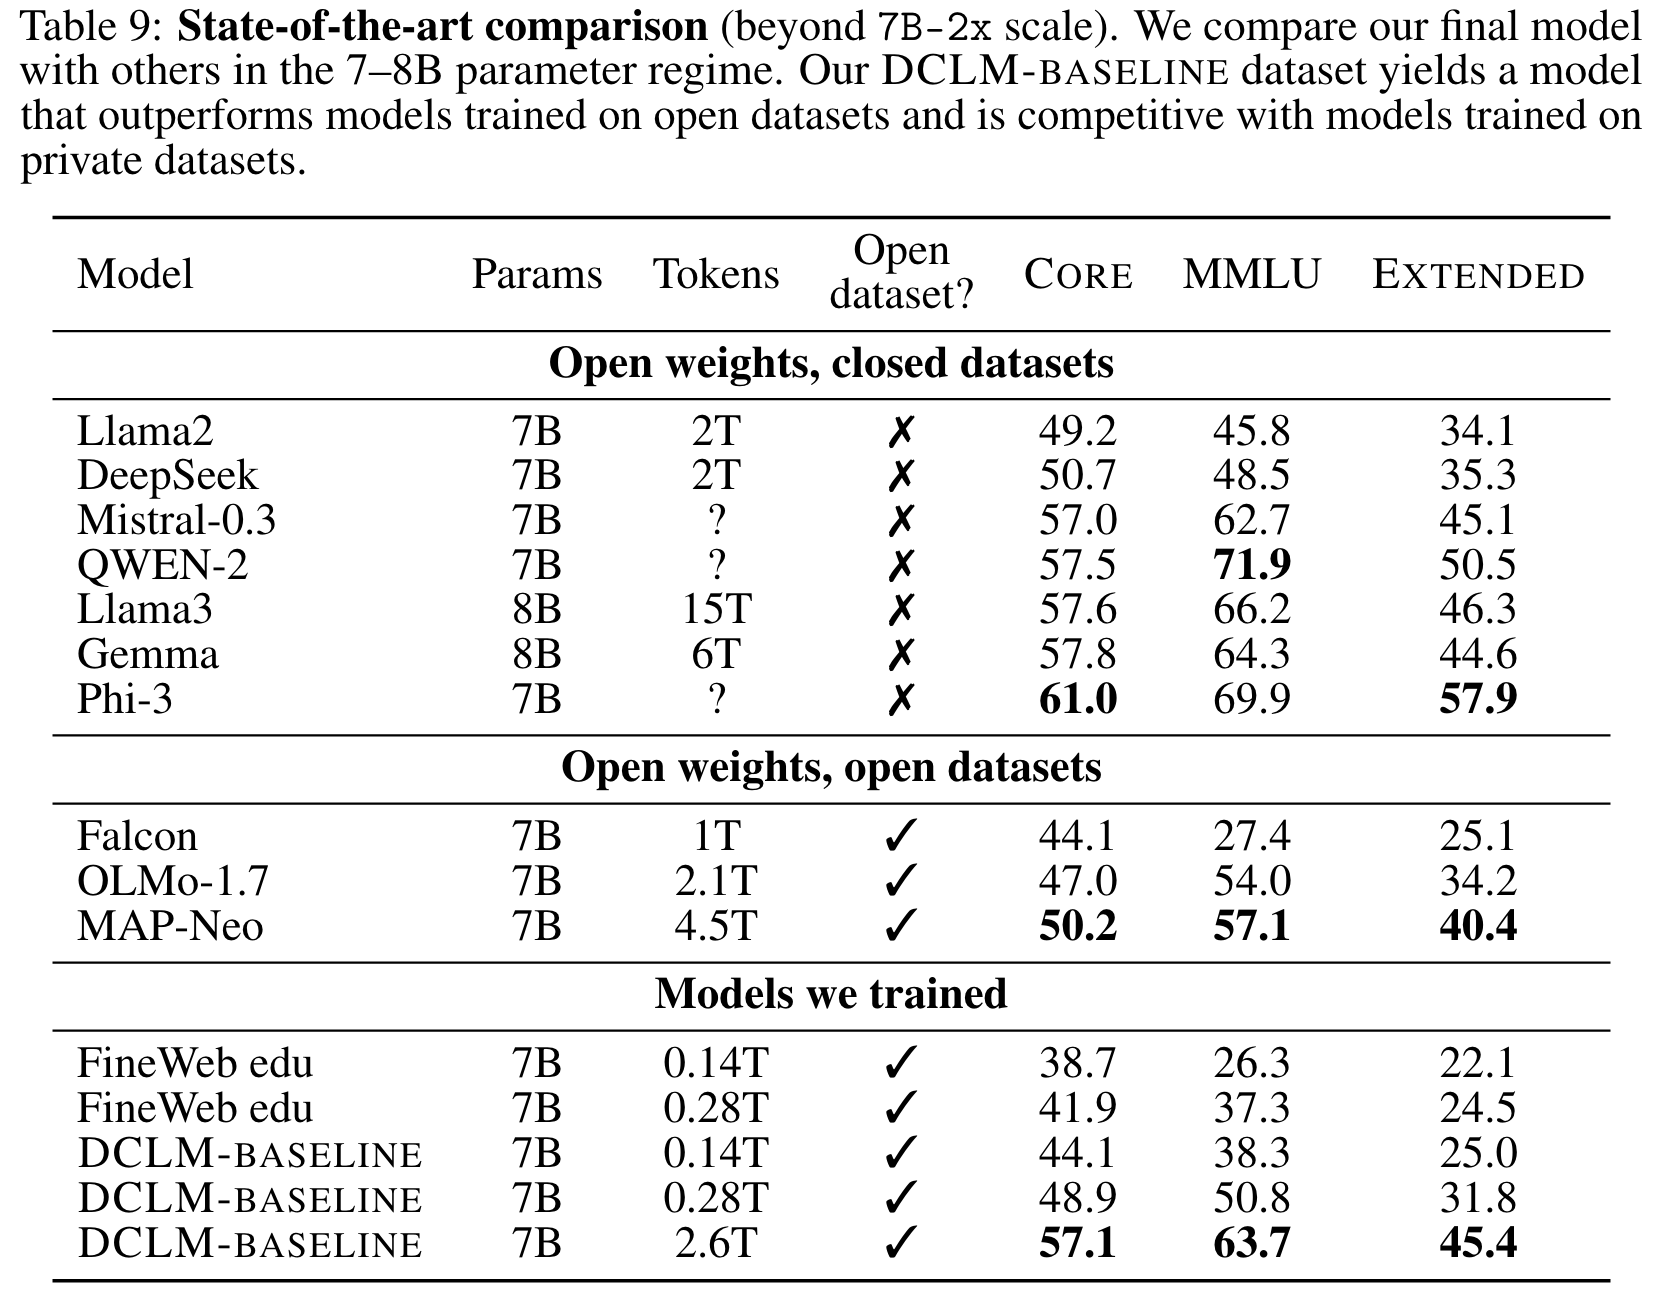 Table 9: State-of-the-art comparison (beyond 7B-2x scale). We compare our final model
with others in the 7–8B parameter regime. Our DCLM-BASELINE dataset yields a model
that outperforms models trained on open datasets and is competitive with models trained on
private datasets.
Model Params Tokens Open dataset? CORE MMLU EXTENDED
Open weights, closed datasets
Llama2 7B 2T ✗ 49.2 45.8 34.1
DeepSeek 7B 2T ✗ 50.7 48.5 35.3
Mistral-0.3 7B ? ✗ 57.0 62.7 45.1
QWEN-2 7B ? ✗ 57.5 71.9 50.5
Llama3 8B 15T ✗ 57.6 66.2 46.3
Gemma 8B 6T ✗ 57.8 64.3 44.6
Phi-3 7B ? ✗ 61.0 69.9 57.9
Open weights, open datasets
Falcon 7B 1T ✓ 44.1 27.4 25.1
OLMo-1.7 7B 2.1T ✓ 47.0 54.0 34.2
MAP-Neo 7B 4.5T ✓ 50.2 57.1 40.4
Models we trained
FineWeb edu 7B 0.14T ✓ 38.7 26.3 22.1
FineWeb edu 7B 0.28T ✓ 41.9 37.3 24.5
DCLM-BASELINE 7B 0.14T ✓ 44.1 38.3 25.0
DCLM-BASELINE 7B 0.28T ✓ 48.9 50.8 31.8
DCLM-BASELINE 7B 2.6T ✓ 57.1 63.7 45.4